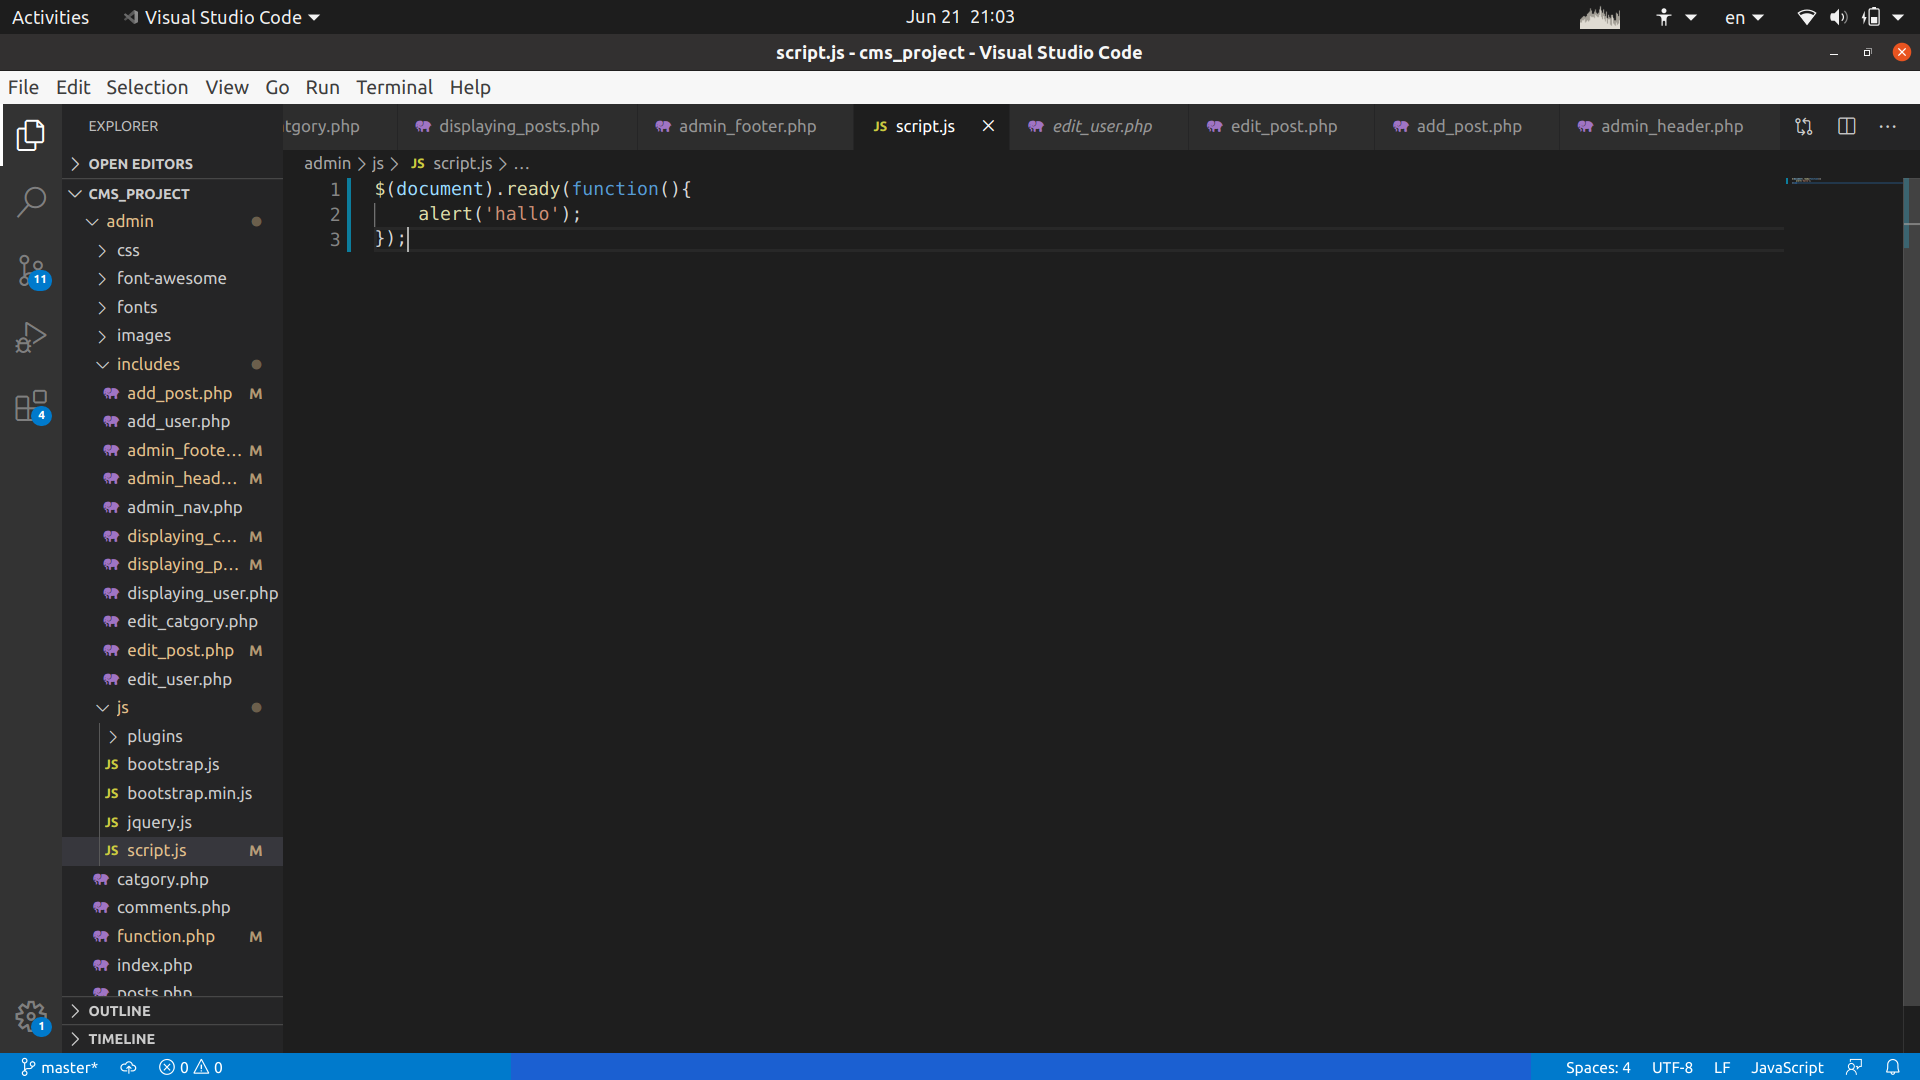 Activities Visual Studio Code Jun 21 21:03 en
script.js - cms_project - Visual Studio Code
File Edit Selection View Go Run Terminal Help
EXPLORER
tgory.php displaying_posts.php admin_footer.php JS script.js edit_user.php edit_post.php add_post.php admin_header.php ...
admin > js > JS script.js > ...
1 $(document).ready(function(){
2 alert('hallo');
3 });
OPEN EDITORS
CMS_PROJECT
admin
css
11
font-awesome
fonts
images
includes
add_post.php M
4
add_user.php
admin_foote... M
admin_head... M
admin_nav.php
displaying_c... M
displaying_p... M
displaying_user.php
edit_catgory.php
edit_post.php M
edit_user.php
js
plugins
JS bootstrap.js
JS bootstrap.min.js
JS jquery.js
JS script.js M
catgory.php
comments.php
function.php M
index.php
posts.php
OUTLINE
1
TIMELINE
master* 0 0 Spaces: 4 UTF-8 LF JavaScript